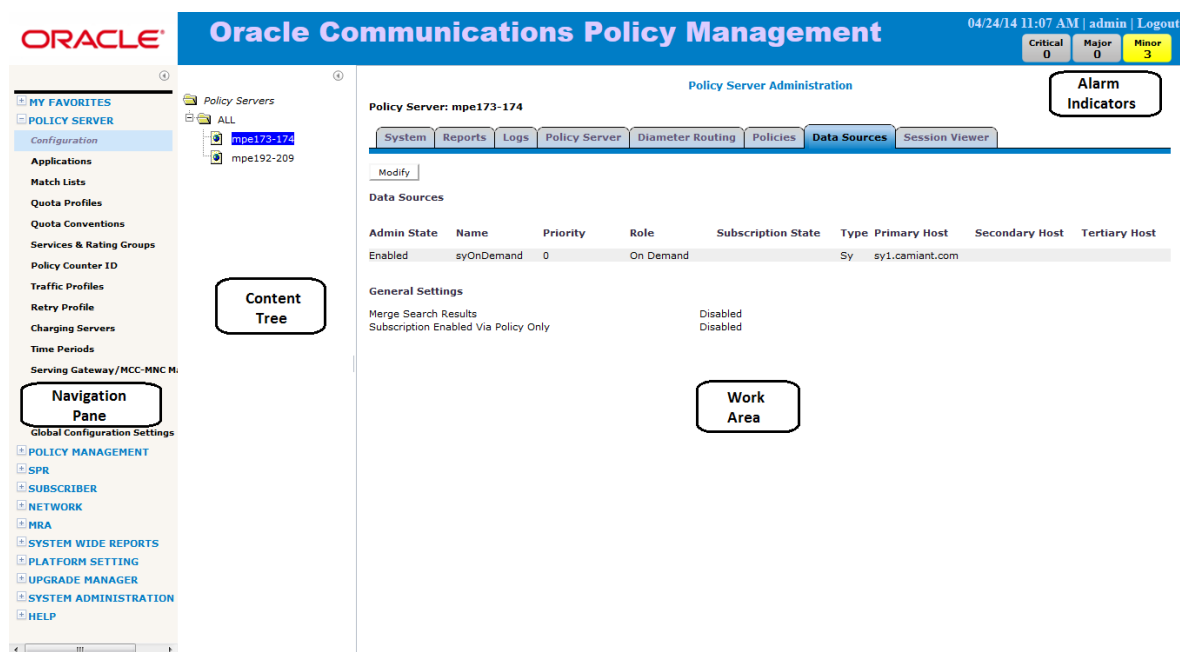 ORACLE
Oracle Communications Policy Management
04/24/14 11:07 AM | admin | Logout
Critical
0
Major
0
Minor
3
MY FAVORITES
POLICY SERVER
Configuration
Applications
Match Lists
Quota Profiles
Quota Conventions
Services & Rating Groups
Policy Counter ID
Traffic Profiles
Retry Profile
Charging Servers
Time Periods
Serving Gateway/MCC-MNC
Navigation
Pane
Global Configuration Settings
POLICY MANAGEMENT
SPR
SUBSCRIBER
NETWORK
MRA
SYSTEM WIDE REPORTS
PLATFORM SETTING
UPGRADE MANAGER
SYSTEM ADMINISTRATION
HELP
Policy Servers
ALL
mpe173-174
mpe192-209
Content
Tree
Policy Server Administration
Alarm
Indicators
Policy Server: mpe173-174
System Reports Logs Policy Server Diameter Routing Policies Data Sources Session Viewer
Modify
Data Sources
Admin State Name Priority Role Subscription State Type Primary Host Secondary Host Tertiary Host
Enabled syOnDemand 0 On Demand Sy sy1.camiant.com
General Settings
Merge Search Results Disabled
Subscription Enabled Via Policy Only Disabled
Work
Area